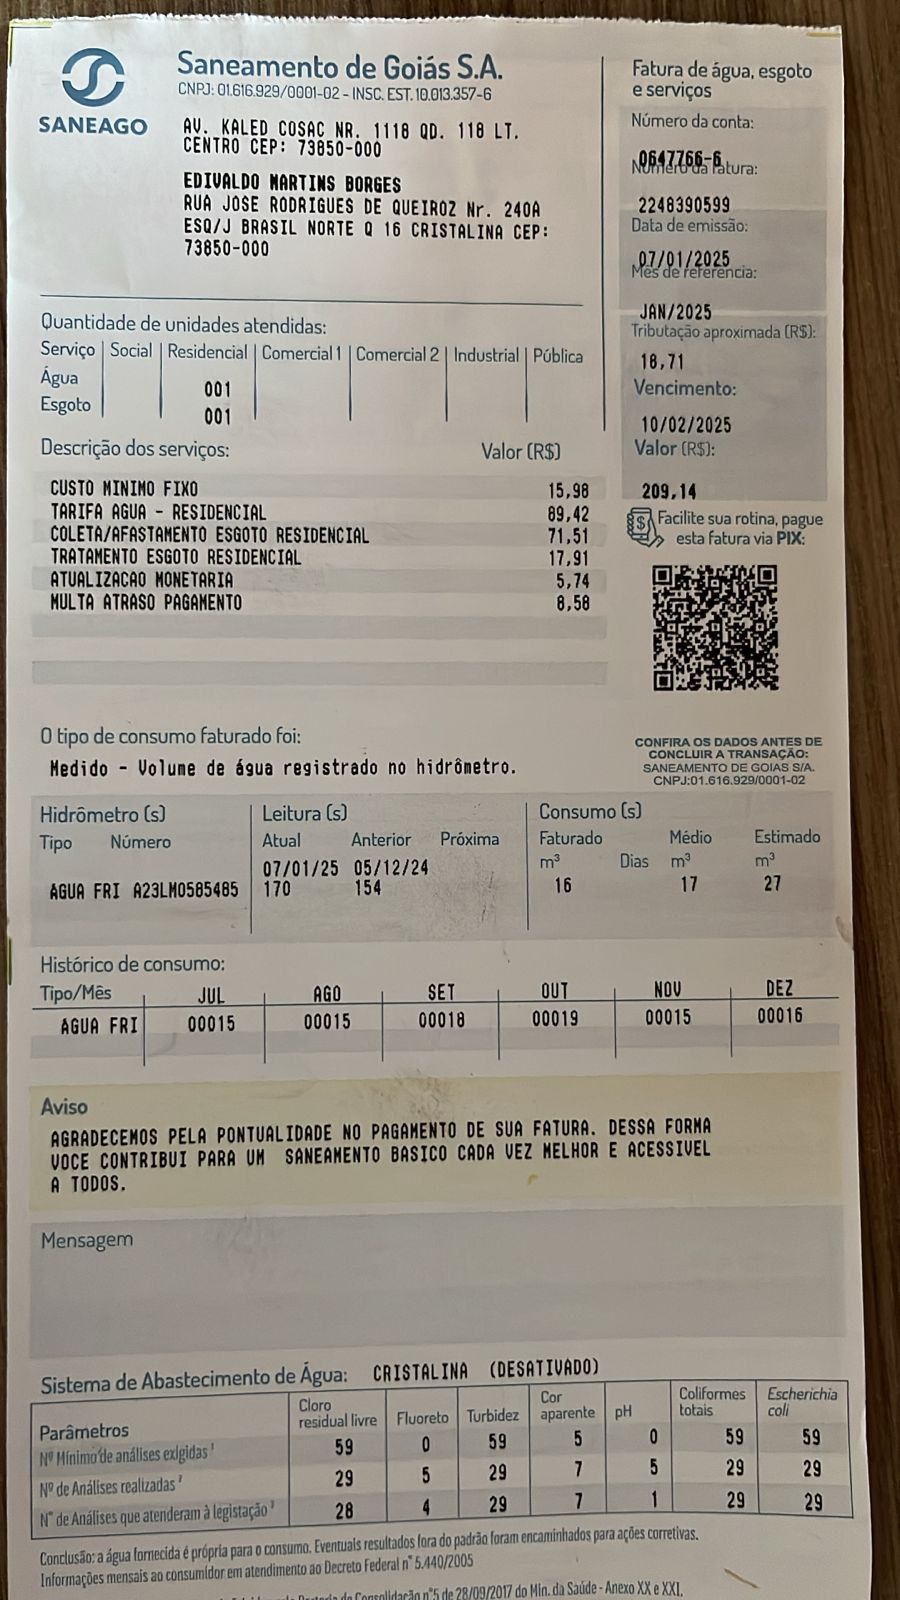 SANEAGO
Saneamento de Goiás S.A.
CNPJ: 01.616.929/0001-02 - INSC. EST. 10.013.357-6
AV. KALED COSAC NR. 1118 QD. 118 LT.
CENTRO CEP: 73850-000
EDIVALDO MARTINS BORGES
RUA JOSE RODRIGUES DE QUEIROZ Nr. 240A
ESQ/J BRASIL NORTE Q 16 CRISTALINA CEP:
73850-000
Fatura de água, esgoto
e serviços
Número da conta:
0647766-6
Número da fatura:
2248390599
Data de emissão:
07/01/2025
Mês de referência:
JAN/2025
Tributação aproximada (R$):
18,71
Vencimento:
10/02/2025
Valor (R$):
209,14
Facilite sua rotina, pague
esta fatura via PIX:
CONFIRA OS DADOS ANTES DE
CONCLUIR A TRANSAÇÃO:
SANEAMENTO DE GOIAS S/A.
CNPJ:01.616.929/0001-02
Quantidade de unidades atendidas:
Serviço Social Residencial Comercial 1 Comercial 2 Industrial Pública
Água 001
Esgoto 001
Descrição dos serviços: Valor (R$)
CUSTO MINIMO FIXO 15,98
TARIFA AGUA - RESIDENCIAL 89,42
COLETA/AFASTAMENTO ESGOTO RESIDENCIAL 71,51
TRATAMENTO ESGOTO RESIDENCIAL 17,91
ATUALIZACAO MONETARIA 5,74
MULTA ATRASO PAGAMENTO 8,58
O tipo de consumo faturado foi:
Medido - Volume de água registrado no hidrômetro.
Hidrômetro (s) Leitura (s) Consumo (s)
Tipo Número Atual Anterior Próxima Faturado Médio Estimado
m³ Dias m³ m³
07/01/25 05/12/24
AGUA FRI A23LM0585485 170 154 16 17 27
Histórico de consumo:
Tipo/Mês JUL AGO SET OUT NOV DEZ
AGUA FRI 00015 00015 00018 00019 00015 00016
Aviso
AGRADECEMOS PELA PONTUALIDADE NO PAGAMENTO DE SUA FATURA. DESSA FORMA
VOCE CONTRIBUI PARA UM SANEAMENTO BASICO CADA VEZ MELHOR E ACESSIVEL
A TODOS.
Mensagem
Sistema de Abastecimento de Água: CRISTALINA (DESATIVADO)
Parâmetros Cloro residual livre Fluoreto Turbidez Cor aparente pH Coliformes totais Escherichia coli
Nº Mínimo de análises exigidas ¹ 59 0 59 5 0 59 59
Nº de Análises realizadas ² 29 5 29 7 5 29 29
N° de Análises que atenderam à legistação ³ 28 4 29 7 1 29 29
Conclusão: a água fornecida é própria para o consumo. Eventuais resultados fora do padrão foram encaminhados para ações corretivas.
Informações mensais ao consumidor em atendimento ao Decreto Federal n° 5.440/2005
de Consolidação n°5 de 28/09/2017 do Min. da Saúde - Anexo XX e XXI.